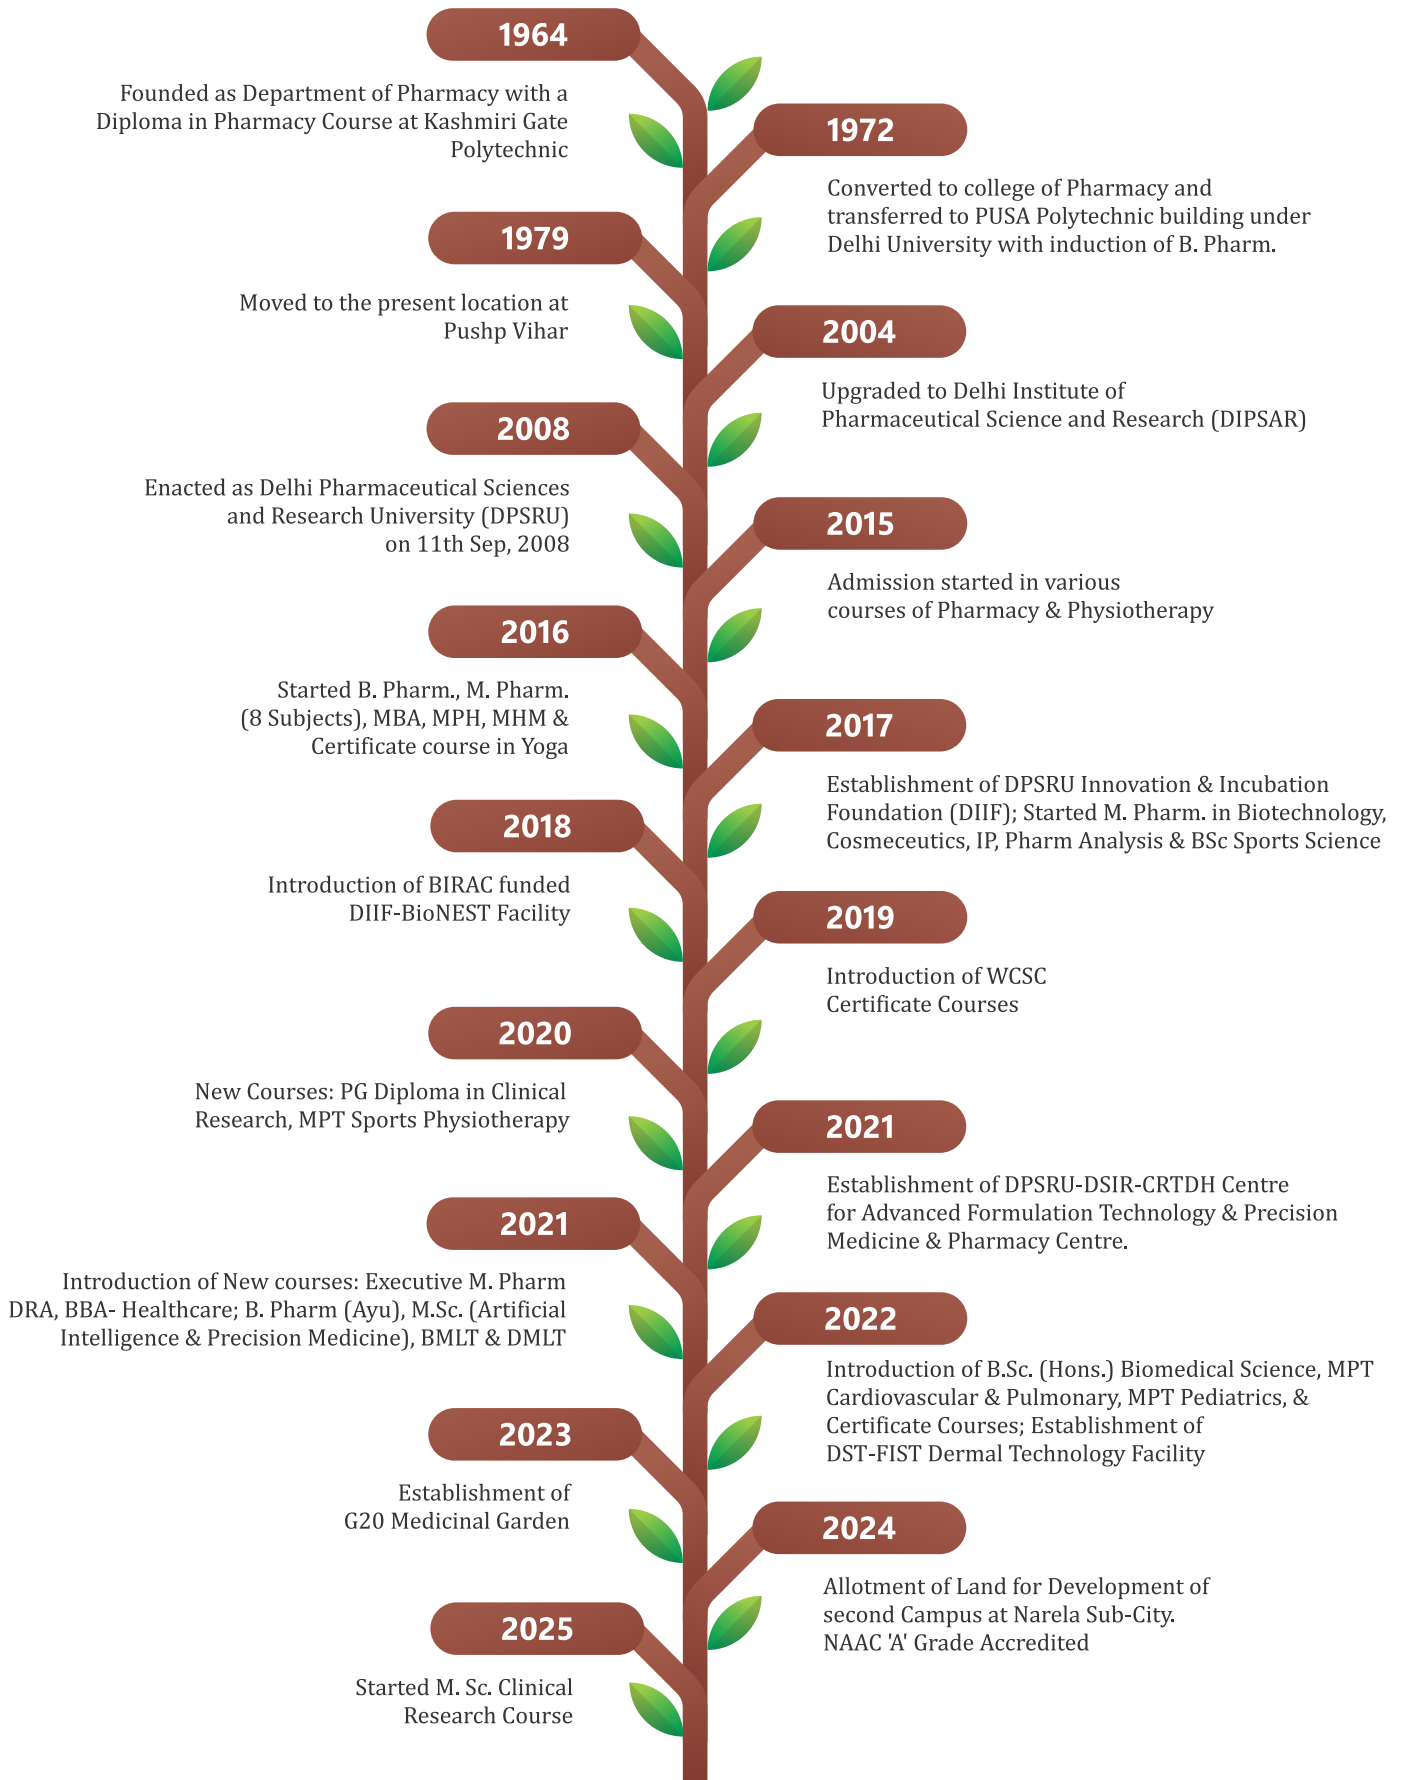 1964
Founded as Department of Pharmacy with a
Diploma in Pharmacy Course at Kashmiri Gate
Polytechnic
1972
Converted to college of Pharmacy and
transferred to PUSA Polytechnic building under
Delhi University with induction of B. Pharm.
1979
Moved to the present location at
Pushp Vihar
2004
Upgraded to Delhi Institute of
Pharmaceutical Science and Research (DIPSAR)
2008
Enacted as Delhi Pharmaceutical Sciences
and Research University (DPSRU)
on 11th Sep, 2008
2015
Admission started in various
courses of Pharmacy & Physiotherapy
2016
Started B. Pharm., M. Pharm.
(8 Subjects), MBA, MPH, MHM &
Certificate course in Yoga
2017
Establishment of DPSRU Innovation & Incubation
Foundation (DIIF); Started M. Pharm. in Biotechnology,
Cosmeceutics, IP, Pharm Analysis & BSc Sports Science
2018
Introduction of BIRAC funded
DIIF-BioNEST Facility
2019
Introduction of WCSC
Certificate Courses
2020
New Courses: PG Diploma in Clinical
Research, MPT Sports Physiotherapy
2021
Establishment of DPSRU-DSIR-CRTDH Centre
for Advanced Formulation Technology & Precision
Medicine & Pharmacy Centre.
2021
Introduction of New courses: Executive M. Pharm
DRA, BBA- Healthcare; B. Pharm (Ayu), M.Sc. (Artificial
Intelligence & Precision Medicine), BMLT & DMLT
2022
Introduction of B.Sc. (Hons.) Biomedical Science, MPT
Cardiovascular & Pulmonary, MPT Pediatrics, &
Certificate Courses; Establishment of
DST-FIST Dermal Technology Facility
2023
Establishment of
G20 Medicinal Garden
2024
Allotment of Land for Development of
second Campus at Narela Sub-City.
NAAC 'A' Grade Accredited
2025
Started M. Sc. Clinical
Research Course